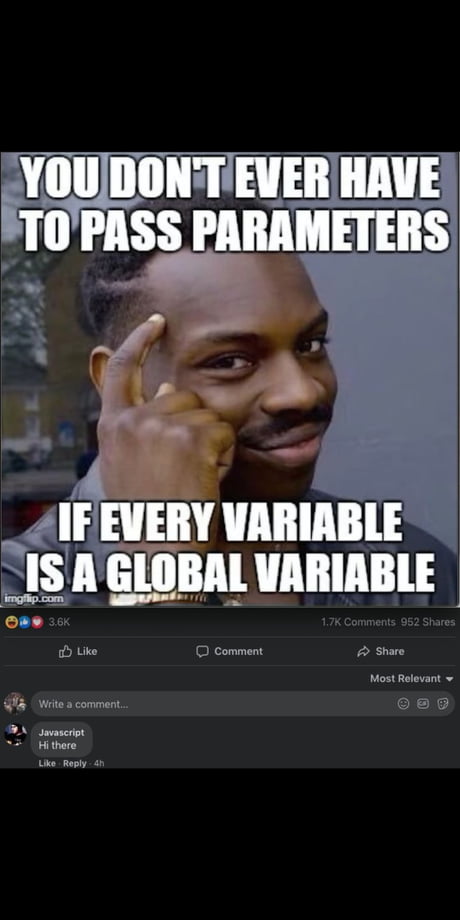 YOU DON'T EVER HAVE
TO PASS PARAMETERS
IF EVERY VARIABLE
IS A GLOBAL VARIABLE
imgflip.com
3.6K
1.7K Comments 952 Shares
Like
Comment
Share
Most Relevant
Write a comment...
GIF
Javascript
Hi there
Like · Reply · 4h